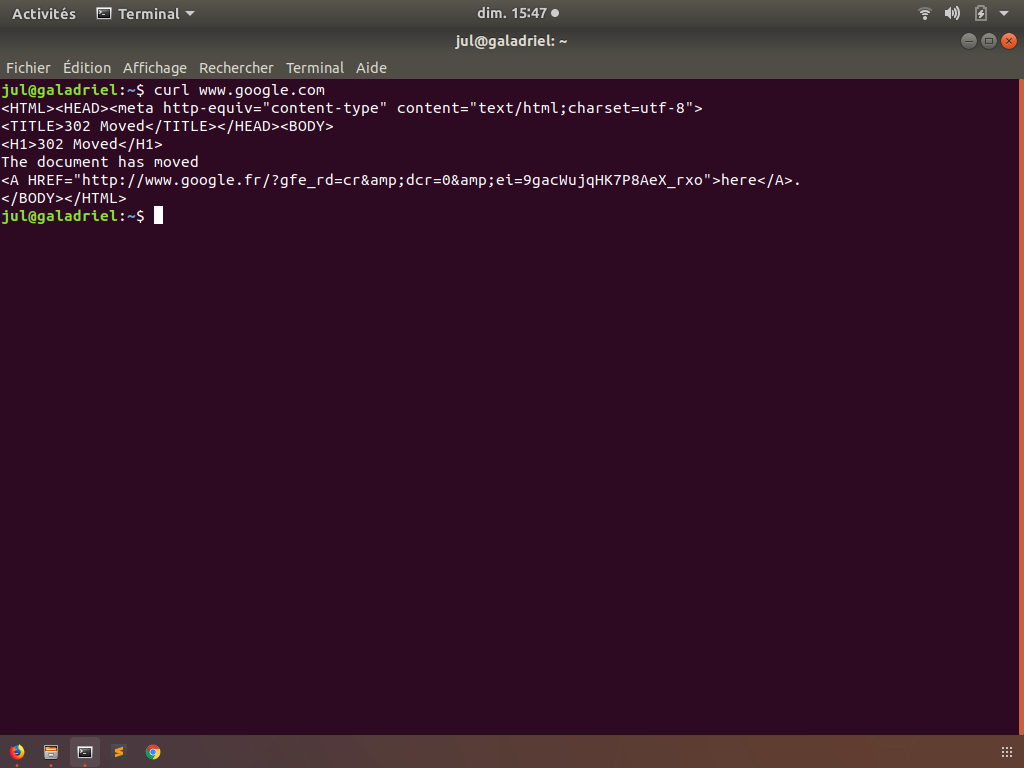 Activités Terminal dim. 15:47
jul@galadriel: ~
Fichier Édition Affichage Rechercher Terminal Aide
jul@galadriel:~$ curl www.google.com
<HTML><HEAD><meta http-equiv="content-type" content="text/html;charset=utf-8">
<TITLE>302 Moved</TITLE></HEAD><BODY>
<H1>302 Moved</H1>
The document has moved
<A HREF="http://www.google.fr/?gfe_rd=cr&amp;dcr=0&amp;ei=9gacWujqHK7P8AeX_rxo">here</A>.
</BODY></HTML>
jul@galadriel:~$